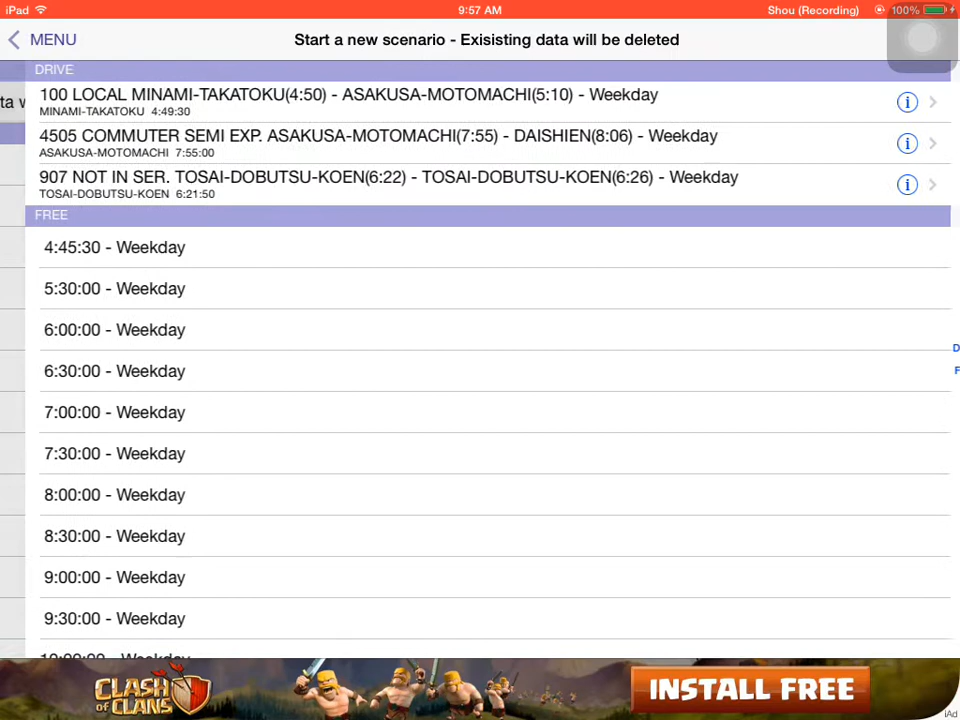 iPad 9:57 AM Shou (Recording) 100%
MENU Start a new scenario - Exisisting data will be deleted
DRIVE
ta w
100 LOCAL MINAMI-TAKATOKU(4:50) - ASAKUSA-MOTOMACHI(5:10) - Weekday
MINAMI-TAKATOKU 4:49:30
4505 COMMUTER SEMI EXP. ASAKUSA-MOTOMACHI(7:55) - DAISHIEN(8:06) - Weekday
ASAKUSA-MOTOMACHI 7:55:00
907 NOT IN SER. TOSAI-DOBUTSU-KOEN(6:22) - TOSAI-DOBUTSU-KOEN(6:26) - Weekday
TOSAI-DOBUTSU-KOEN 6:21:50
FREE
4:45:30 - Weekday
5:30:00 - Weekday
6:00:00 - Weekday
D
6:30:00 - Weekday
F
7:00:00 - Weekday
7:30:00 - Weekday
8:00:00 - Weekday
8:30:00 - Weekday
9:00:00 - Weekday
9:30:00 - Weekday
10:00:00 - Weekday
CLASH OF CLANS
INSTALL FREE
iAd